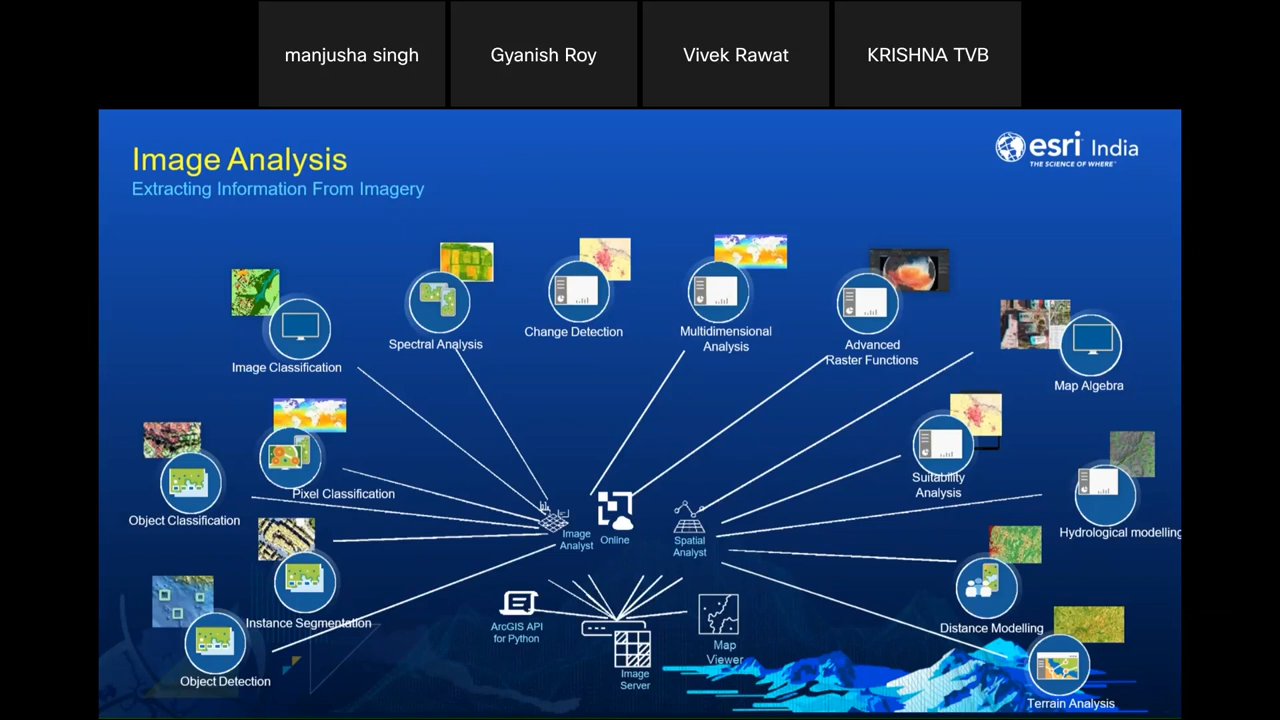 manjusha singh
Gyanish Roy
Vivek Rawat
KRISHNA TVB
Image Analysis
Extracting Information From Imagery
esri India
THE SCIENCE OF WHERE™
Image Classification
Spectral Analysis
Change Detection
Multidimensional
Analysis
Advanced
Raster Functions
Map Algebra
Object Classification
Pixel Classification
Suitability
Analysis
Hydrological modelling
Instance Segmentation
Object Detection
Image
Analyst
Online
Spatial
Analyst
ArcGIS API
for Python
Image
Server
Map
Viewer
Distance Modelling
Terrain Analysis